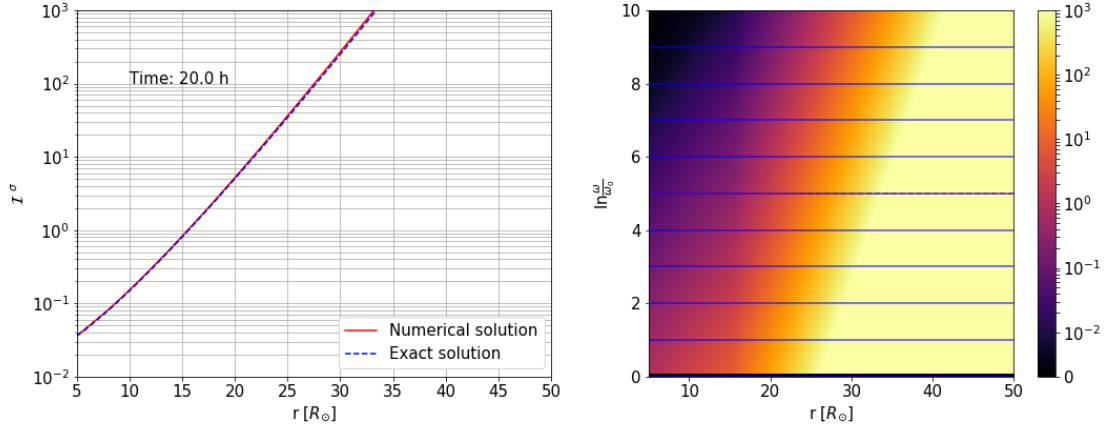 10³
10²
10¹
10⁰
10⁻¹
10⁻²
Time: 20.0 h
Numerical solution
Exact solution
5 10 15 20 25 30 35 40 45 50
r [R☉]
𝓘^σ
10
8
6
4
2
0
ln ω/ω₀
10 20 30 40 50
r [R☉]
10³
10²
10¹
10⁰
10⁻¹
10⁻²
0